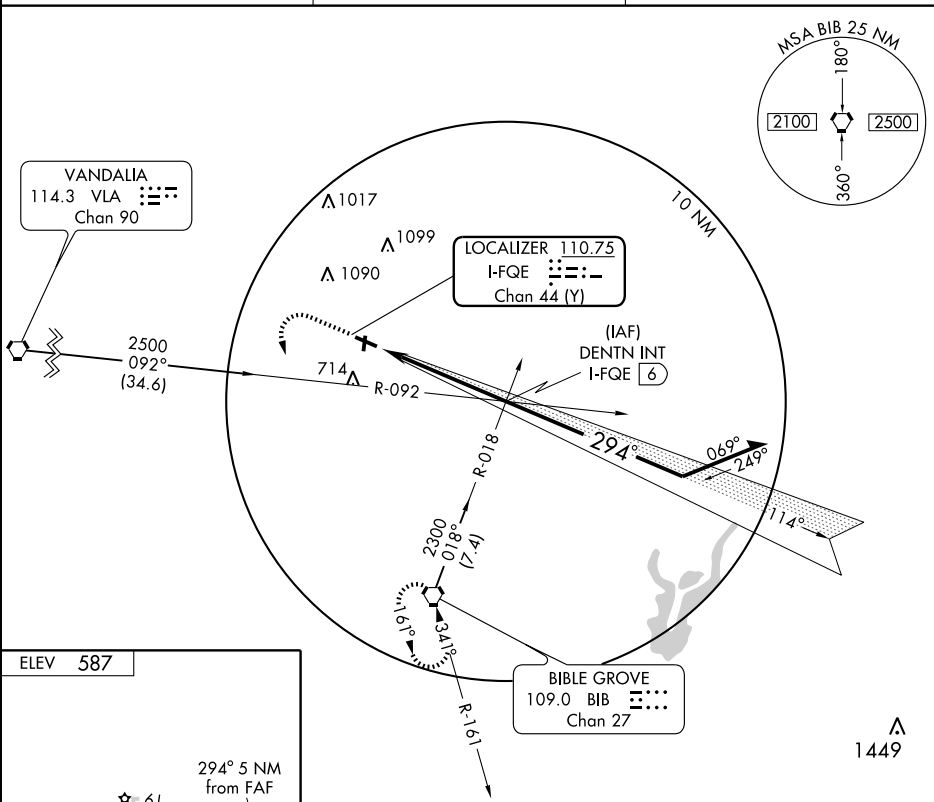 MSA BIB 25 NM
180°
2100
2500
360°
VANDALIA
114.3 VLA
Chan 90
1017
1099
1090
10 NM
LOCALIZER 110.75
I-FQE
Chan 44 (Y)
(IAF)
DENTN INT
I-FQE 6
2500
092°
(34.6)
714
R-092
R-018
294°
069°
249°
114°
2300
018°
(7.4)
161°
341°
R-161
BIBLE GROVE
109.0 BIB
Chan 27
1449
ELEV 587
294° 5 NM
from FAF